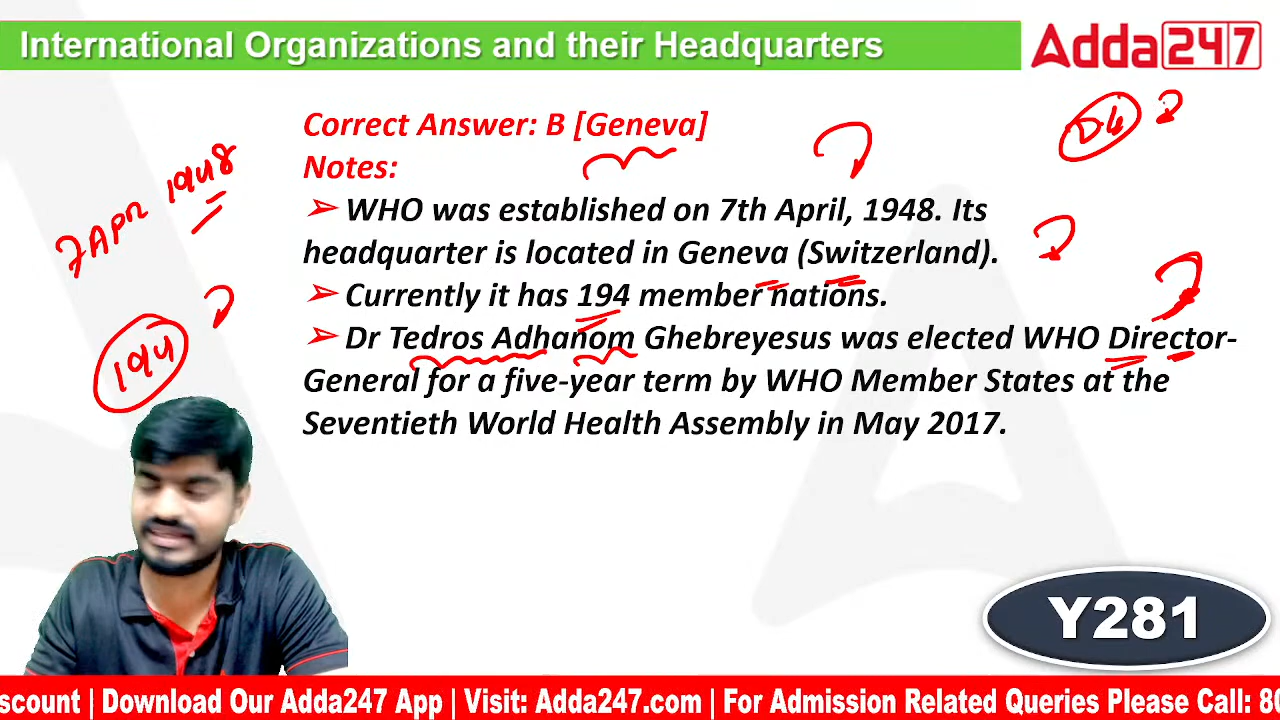 International Organizations and their Headquarters
Adda247
Correct Answer: B [Geneva]
Notes:
➢ WHO was established on 7th April, 1948. Its
headquarter is located in Geneva (Switzerland).
➢ Currently it has 194 member nations.
➢ Dr Tedros Adhanom Ghebreyesus was elected WHO Director-
General for a five-year term by WHO Member States at the
Seventieth World Health Assembly in May 2017.
7 Apr 1948
194
Y281
scount | Download Our Adda247 App | Visit: Adda247.com | For Admission Related Queries Please Call: 80